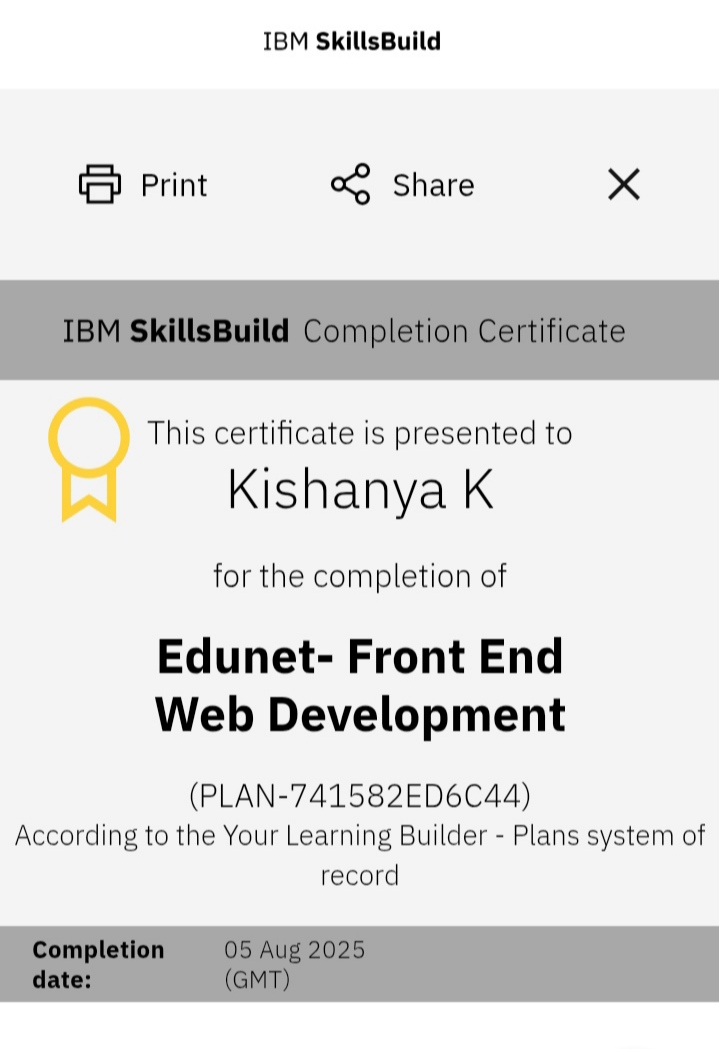 IBM SkillsBuild
Print
Share
IBM SkillsBuild Completion Certificate
This certificate is presented to
Kishanya K
for the completion of
Edunet- Front End
Web Development
(PLAN-741582ED6C44)
According to the Your Learning Builder - Plans system of
record
Completion date:
05 Aug 2025 (GMT)